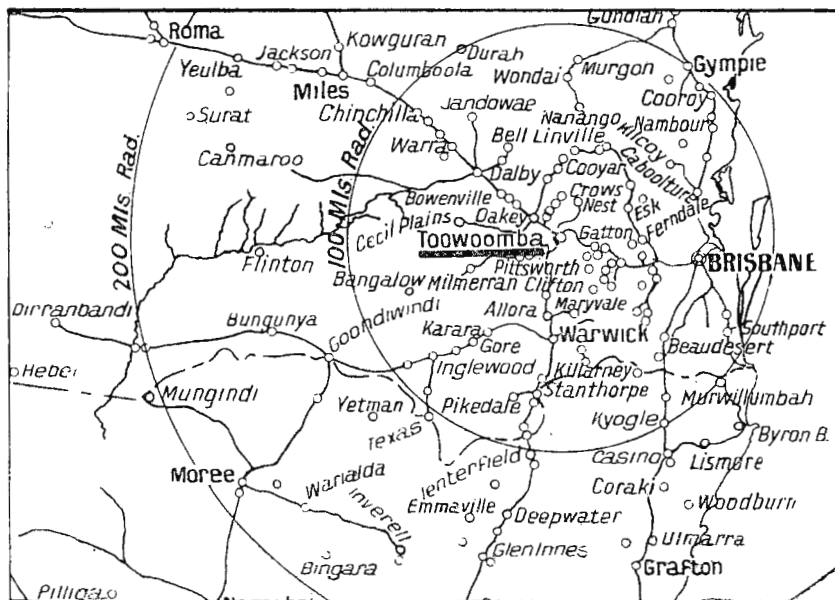 Gundiah
Roma
Jackson
Kowguran
Durah
Murgon
Gympie
Yeulba
Columboola
Wondai
Miles
Cooroy
Surat
Chinchilla
Jandowae
Nanango
Nambour
Bell
Linville
Kilcoy
Warra
Caboolture
Canmaroo
Dalby
Cooyar
200 Mls. Rad.
100 Mls. Rad.
Bowenville
Crows
Nest
Esk
Ferndale
Cecil Plains
Oakey
Gatton
Toowoomba
Flinton
Pittsworth
BRISBANE
Bangalow
Milmerran
Clifton
Dirranbandi
Bungunya
Goondiwindi
Allora
Maryvale
Southport
Karara
Gore
Warwick
Beaudesert
Hebel
Inglewood
Killarney
Mungindi
Stanthorpe
Murwillumbah
Yetman
Pikedale
Texas
Kyogle
Byron B.
Moree
Tenterfield
Casino
Lismore
Warialda
Inverell
Coraki
Emmaville
Woodburn
Deepwater
Ulmarra
Bingara
Glen Innes
Grafton
Pilliga